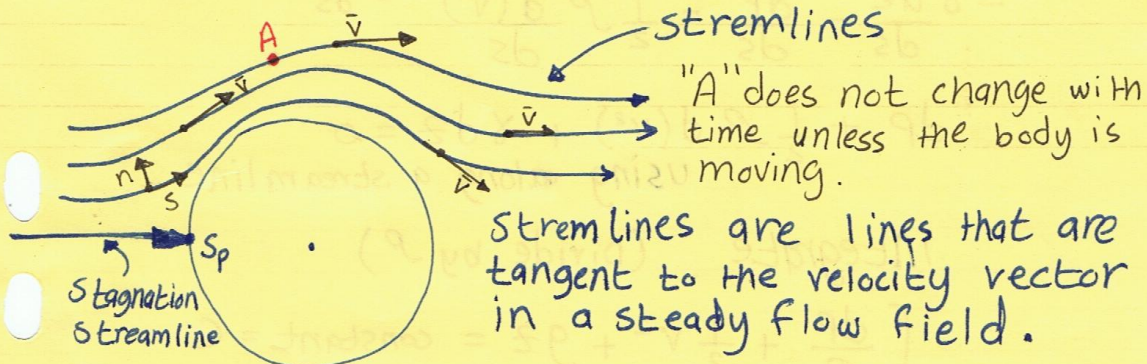 stremlines
A
V̄
"A" does not change with
time unless the body is
moving.
V̄
V̄
V̄
n
s
Sp
Stagnation
Streamline
stremlines are lines that are
tangent to the velocity vector
in a steady flow field.